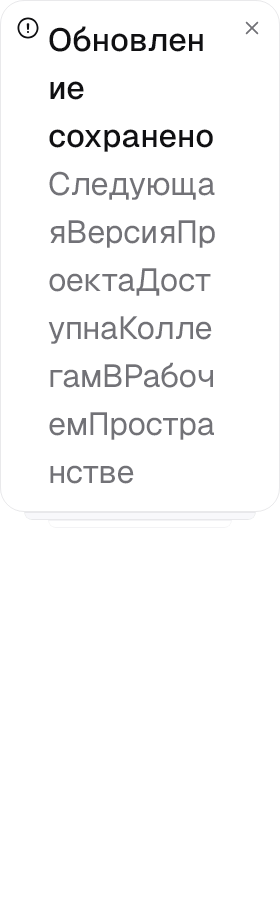 Обновлен
ие
сохранено
Следующа
яВерсияПр
оектаДост
упнаКолле
гамВРабоч
емПростра
нстве